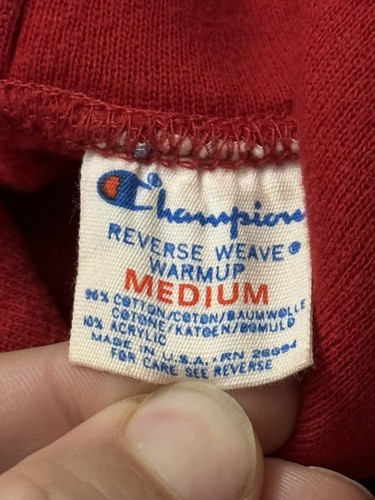 Champion
REVERSE WEAVE®
WARMUP
MEDIUM
90% COTTON/COTON/BAUMWOLLE
COTONE/KATOEN/BOMULD
10% ACRYLIC
MADE IN U.S.A. RN 26094
FOR CARE SEE REVERSE